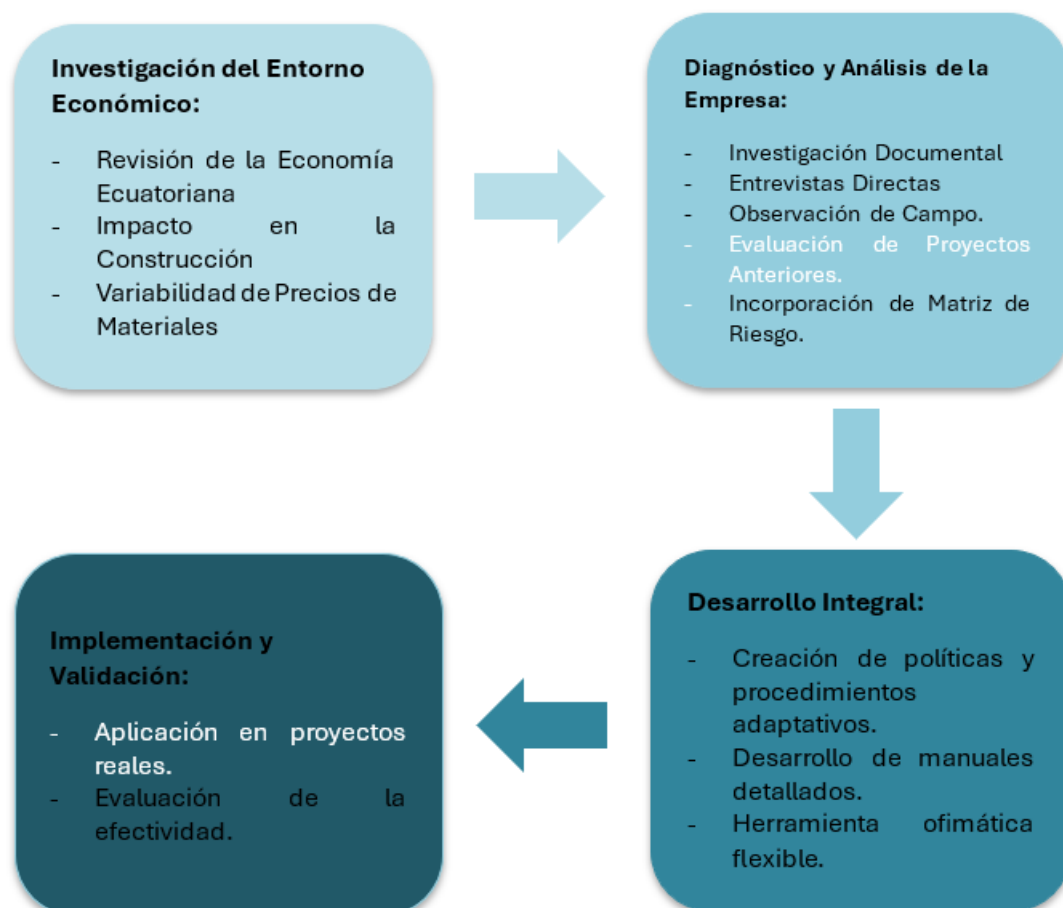 Investigación del Entorno
Económico:
- Revisión de la Economía
Ecuatoriana
- Impacto en la
Construcción
- Variabilidad de Precios de
Materiales
Diagnóstico y Análisis de la
Empresa:
- Investigación Documental
- Entrevistas Directas
- Observación de Campo.
- Evaluación de Proyectos
Anteriores.
- Incorporación de Matriz de
Riesgo.
Desarrollo Integral:
- Creación de políticas y
procedimientos
adaptativos.
- Desarrollo de manuales
detallados.
- Herramienta ofimática
flexible.
Implementación y
Validación:
- Aplicación en proyectos
reales.
- Evaluación de la
efectividad.